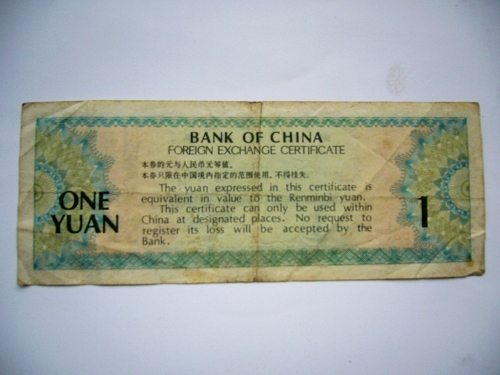 BANK OF CHINA
FOREIGN EXCHANGE CERTIFICATE
本券的元与人民币元等值。
本券只限在中国境内指定的范围使用,不得挂失。
The yuan expressed in this certificate is
equivalent in value to the Renminbi yuan.
This certificate can only be used within
China at designated places. No request to
register its loss will be accepted by the
Bank.
ONE
YUAN
1